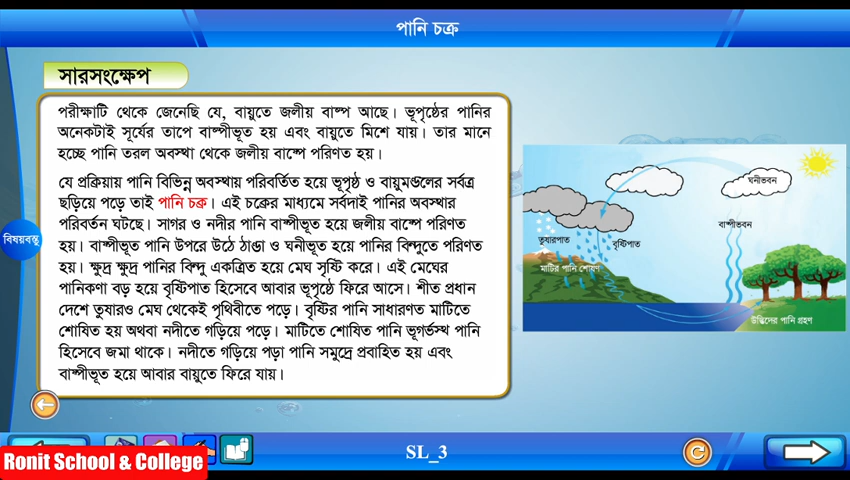 পানি চক্র
সারসংক্ষেপ
পরীক্ষাটি থেকে জেনেছি যে, বায়ুতে জলীয় বাষ্প আছে। ভূপৃষ্ঠের পানির
অনেকটাই সূর্যের তাপে বাষ্পীভূত হয় এবং বায়ুতে মিশে যায়। তার মানে
হচ্ছে পানি তরল অবস্থা থেকে জলীয় বাষ্পে পরিণত হয়।
যে প্রক্রিয়ায় পানি বিভিন্ন অবস্থায় পরিবর্তিত হয়ে ভূপৃষ্ঠ ও বায়ুমণ্ডলের সর্বত্র
ছড়িয়ে পড়ে তাই পানি চক্র। এই চক্রের মাধ্যমে সর্বদাই পানির অবস্থার
পরিবর্তন ঘটছে। সাগর ও নদীর পানি বাষ্পীভূত হয়ে জলীয় বাষ্পে পরিণত
হয়। বাষ্পীভূত পানি উপরে উঠে ঠাণ্ডা ও ঘনীভূত হয়ে পানির বিন্দুতে পরিণত
হয়। ক্ষুদ্র ক্ষুদ্র পানির বিন্দু একত্রিত হয়ে মেঘ সৃষ্টি করে। এই মেঘের
পানিকণা বড় হয়ে বৃষ্টিপাত হিসেবে আবার ভূপৃষ্ঠে ফিরে আসে। শীত প্রধান
দেশে তুষারও মেঘ থেকেই পৃথিবীতে পড়ে। বৃষ্টির পানি সাধারণত মাটিতে
শোষিত হয় অথবা নদীতে গড়িয়ে পড়ে। মাটিতে শোষিত পানি ভূগর্ভস্থ পানি
হিসেবে জমা থাকে। নদীতে গড়িয়ে পড়া পানি সমুদ্রে প্রবাহিত হয় এবং
বাষ্পীভূত হয়ে আবার বায়ুতে ফিরে যায়।
বিষয়বস্তু
ঘনীভবন
বাষ্পীভবন
তুষারপাত
বৃষ্টিপাত
মাটির পানি শোষণ
উদ্ভিদের পানি গ্রহণ
SL_3
Ronit School & College